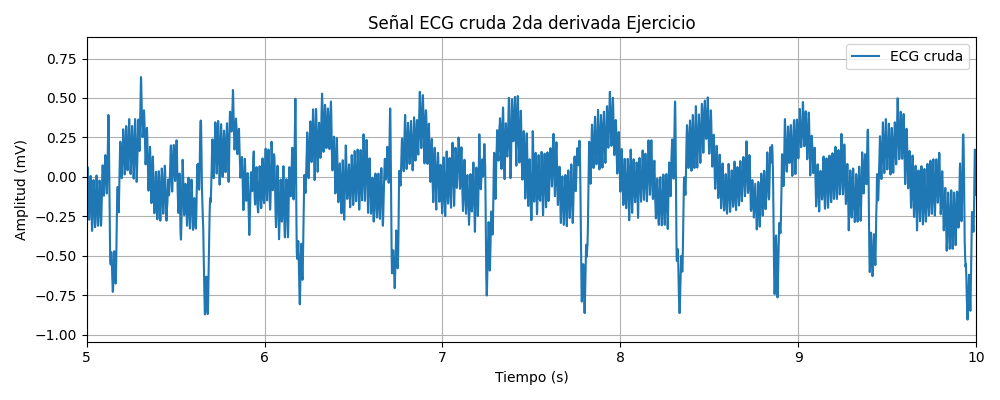 Señal ECG cruda 2da derivada Ejercicio
ECG cruda
Amplitud (mV)
0.75
0.50
0.25
0.00
−0.25
−0.50
−0.75
−1.00
5 6 7 8 9 10
Tiempo (s)